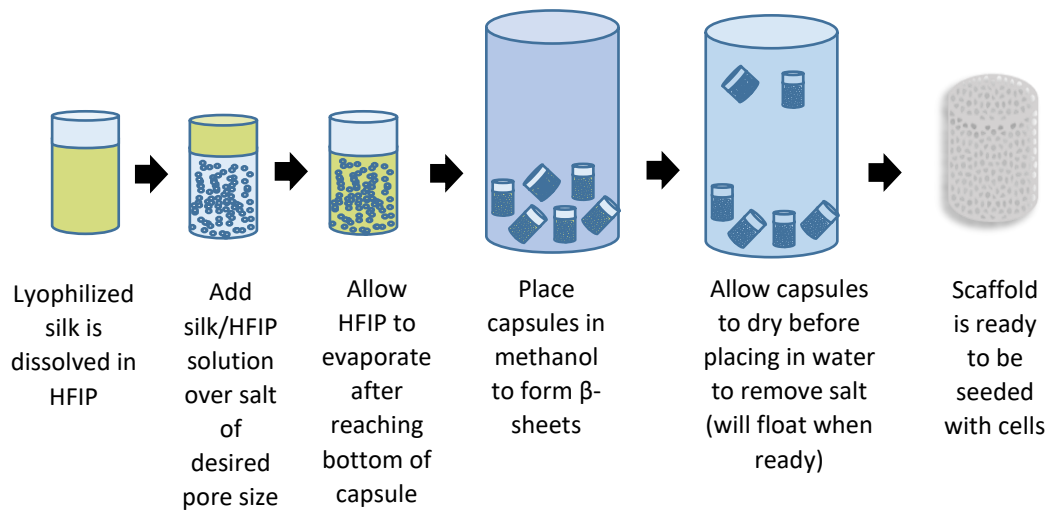 Lyophilized
silk is
dissolved in
HFIP
Add
silk/HFIP
solution
over salt
of
desired
pore size
Allow
HFIP to
evaporate
after
reaching
bottom of
capsule
Place
capsules in
methanol
to form β-
sheets
Allow capsules
to dry before
placing in water
to remove salt
(will float when
ready)
Scaffold
is ready
to be
seeded
with cells